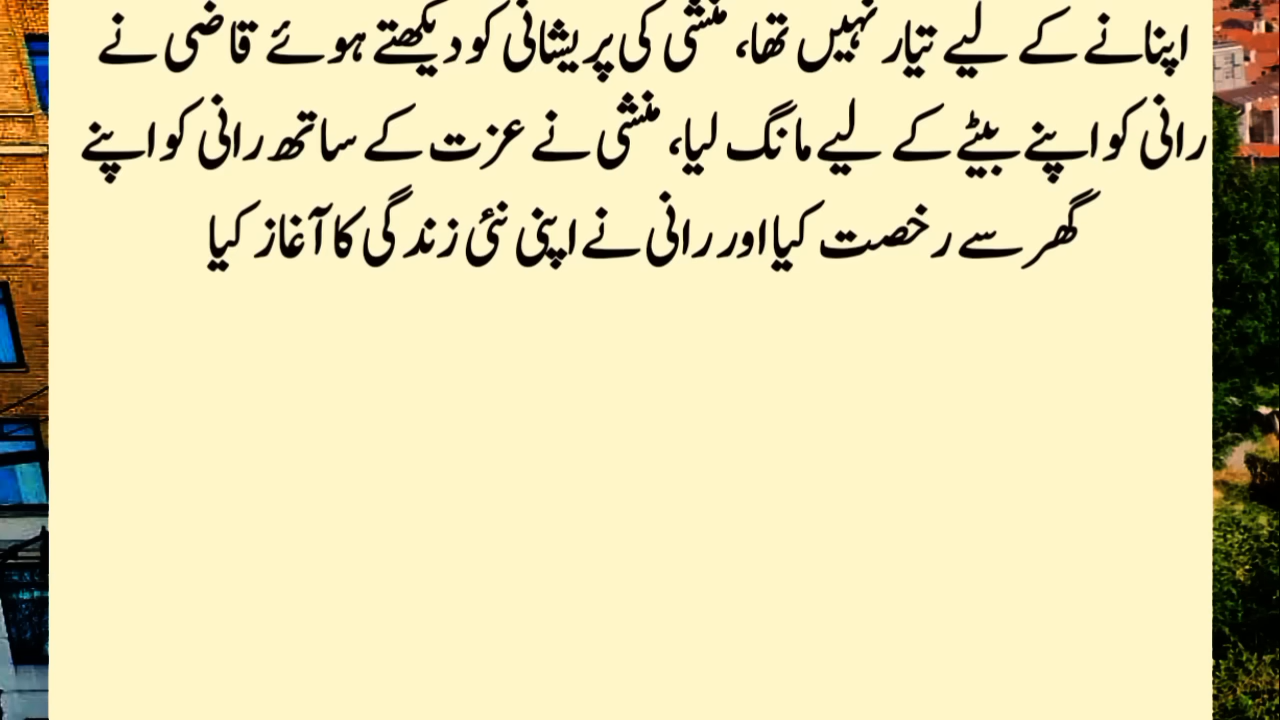 اپنانے کے لیے تیار نہیں تھا، منشی کی پریشانی کو دیکھتے ہوئے قاضی نے
رانی کو اپنے بیٹے کے لیے مانگ لیا، منشی نے عزت کے ساتھ رانی کو اپنے
گھر سے رخصت کیا اور رانی نے اپنی نئی زندگی کا آغاز کیا